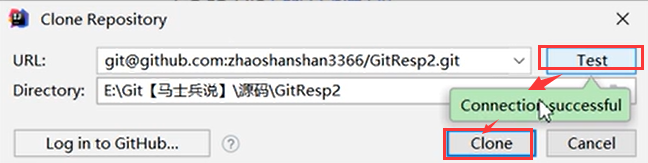 Clone Repository
URL: git@github.com:zhaoshanshan3366/GitResp2.git Test
Directory: E:\Git【马士兵说】\源码\GitResp2
Connection successful
Log in to GitHub... ? Clone Cancel